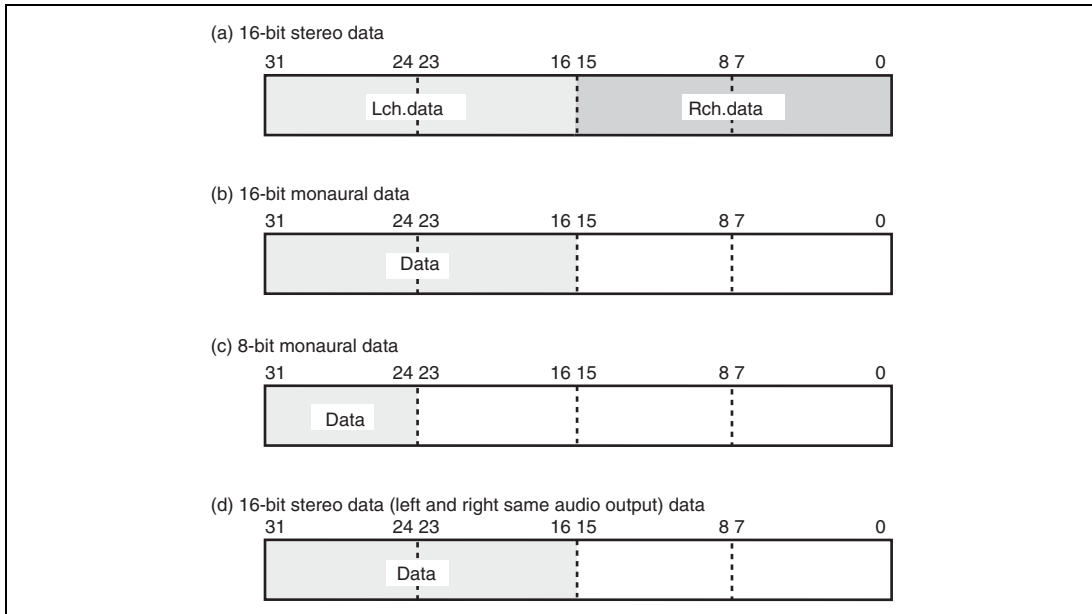 (a) 16-bit stereo data
31 24 23 16 15 8 7 0
Lch.data Rch.data
(b) 16-bit monaural data
31 24 23 16 15 8 7 0
Data
(c) 8-bit monaural data
31 24 23 16 15 8 7 0
Data
(d) 16-bit stereo data (left and right same audio output) data
31 24 23 16 15 8 7 0
Data